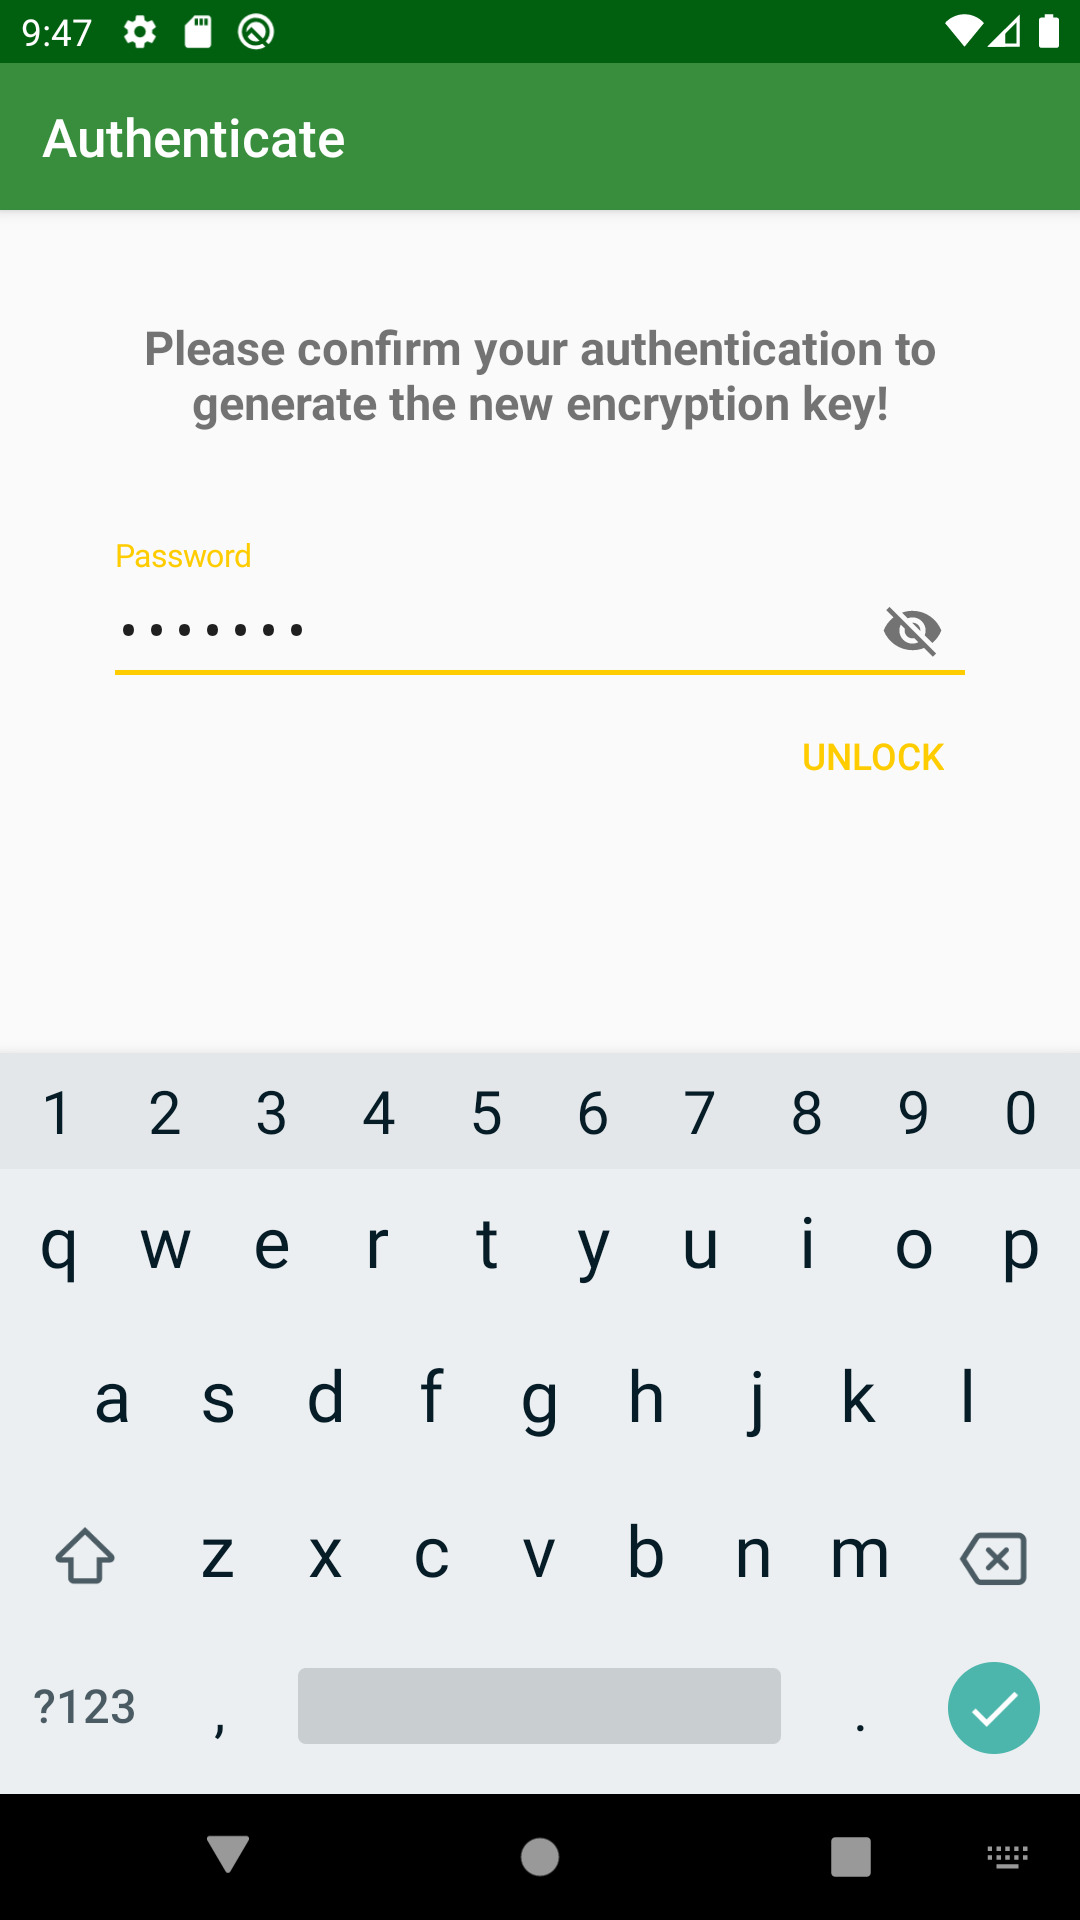 9:47
Authenticate
Please confirm your authentication to
generate the new encryption key!
Password
•••••••
UNLOCK
1 2 3 4 5 6 7 8 9 0
q w e r t y u i o p
a s d f g h j k l
z x c v b n m
?123 , .